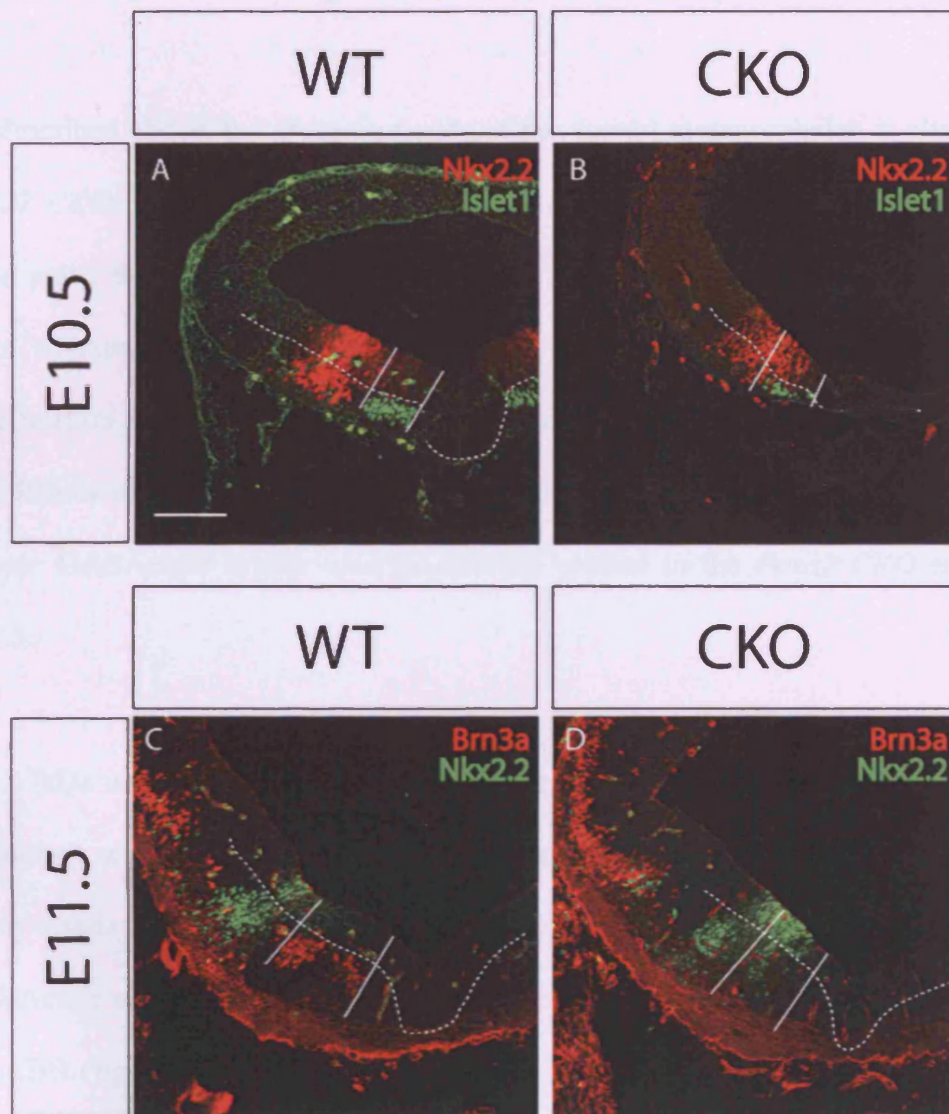 WT
CKO
E10.5
A
Nkx2.2
Islet1
B
Nkx2.2
Islet1
WT
CKO
E11.5
C
Brn3a
Nkx2.2
D
Brn3a
Nkx2.2